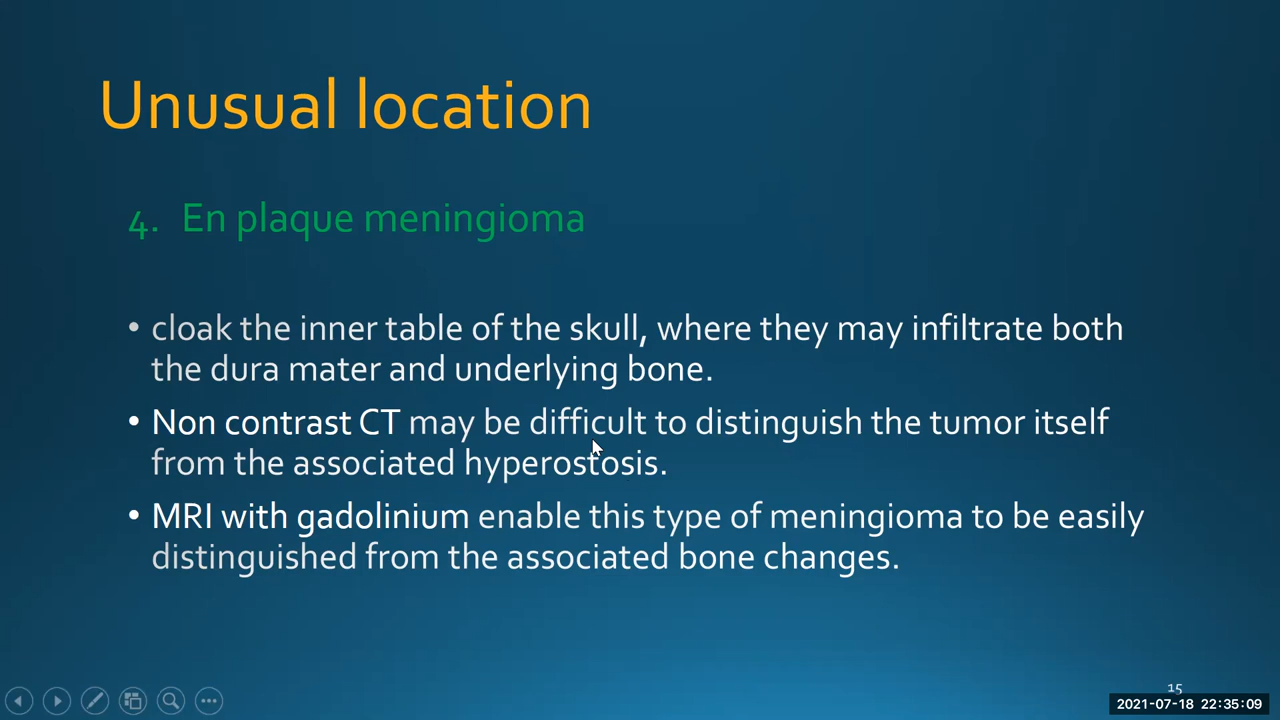 Unusual location
4. En plaque meningioma
• cloak the inner table of the skull, where they may infiltrate both
the dura mater and underlying bone.
• Non contrast CT may be difficult to distinguish the tumor itself
from the associated hyperostosis.
• MRI with gadolinium enable this type of meningioma to be easily
distinguished from the associated bone changes.
15
2021-07-18 22:35:09